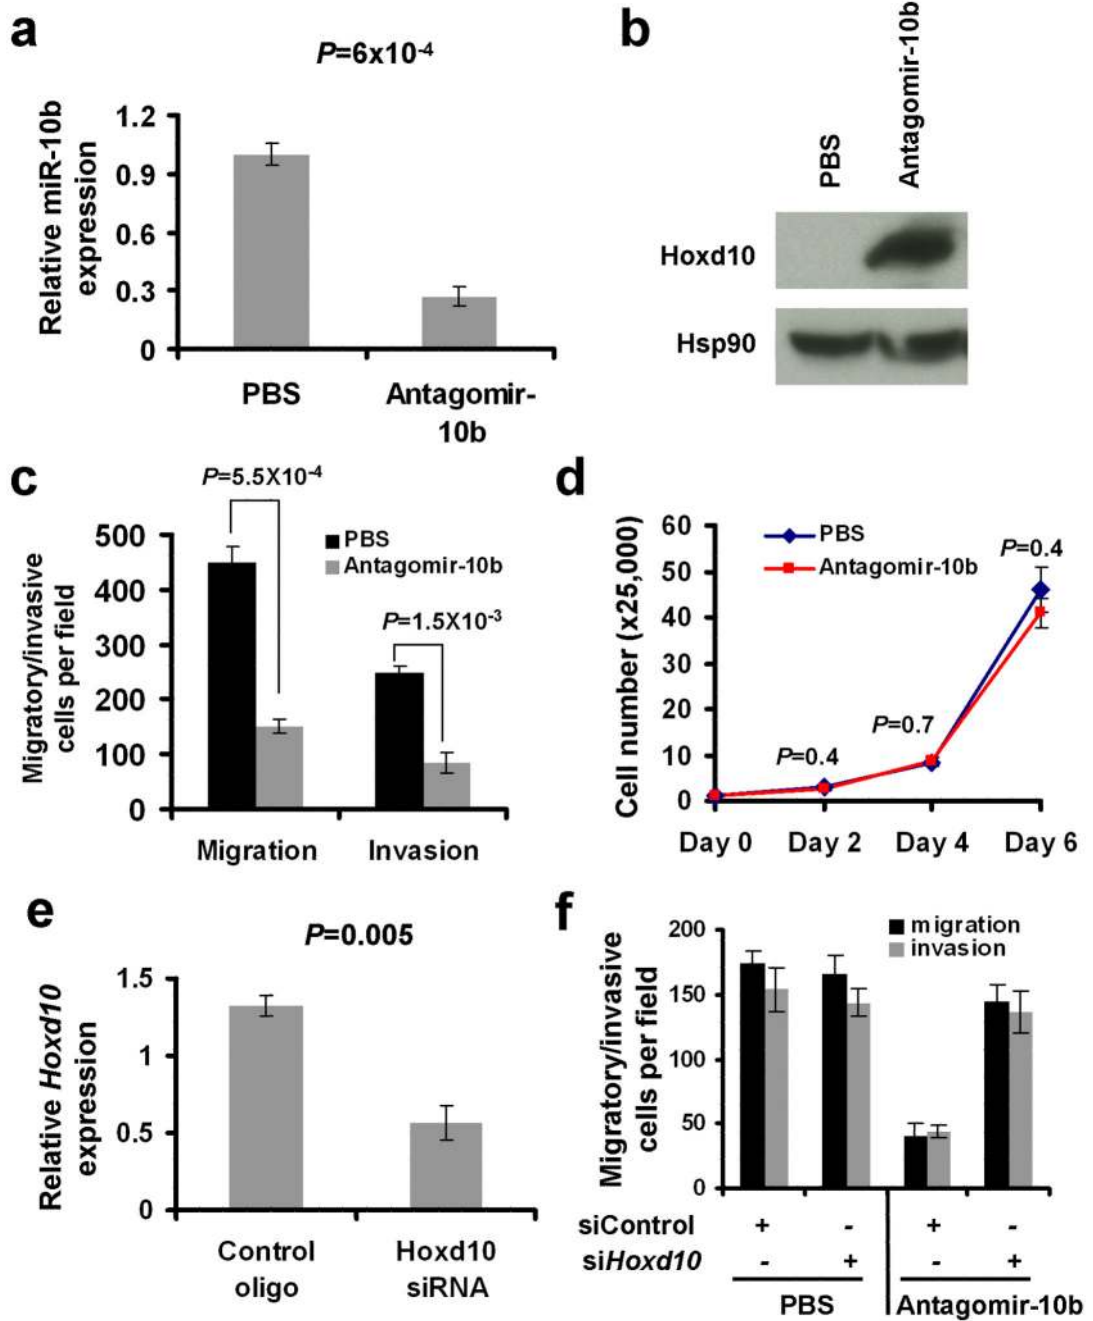 a
P=6x10-4
Relative miR-10b
expression
1.2
0.9
0.6
0.3
0
PBS
Antagomir-
10b
b
PBS
Antagomir-10b
Hoxd10
Hsp90
c
P=5.5X10-4
P=1.5X10-3
PBS
Antagomir-10b
Migratory/invasive
cells per field
500
400
300
200
100
0
Migration
Invasion
d
PBS
Antagomir-10b
P=0.4
P=0.7
P=0.4
Cell number (x25,000)
60
50
40
30
20
10
0
Day 0
Day 2
Day 4
Day 6
e
P=0.005
Relative Hoxd10
expression
1.5
1
0.5
0
Control
oligo
Hoxd10
siRNA
f
migration
invasion
Migratory/invasive
cells per field
200
150
100
50
0
siControl + - + -
siHoxd10 - + - +
PBS
Antagomir-10b